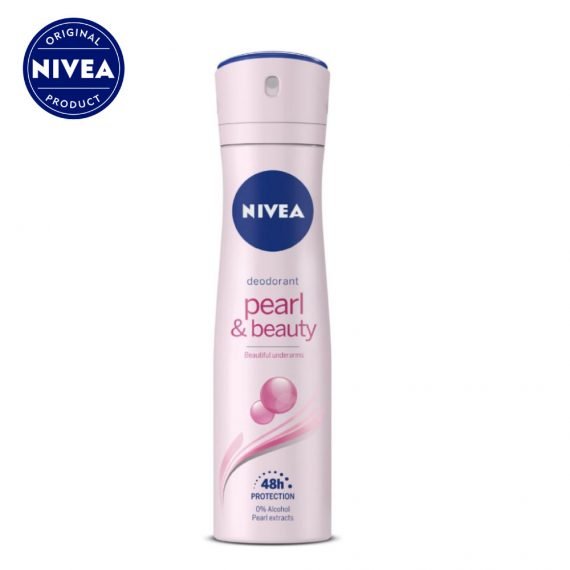 ORIGINAL
NIVEA
PRODUCT
NIVEA
deodorant
pearl
& beauty
Beautiful underarms
48h
PROTECTION
0% Alcohol
Pearl extracts